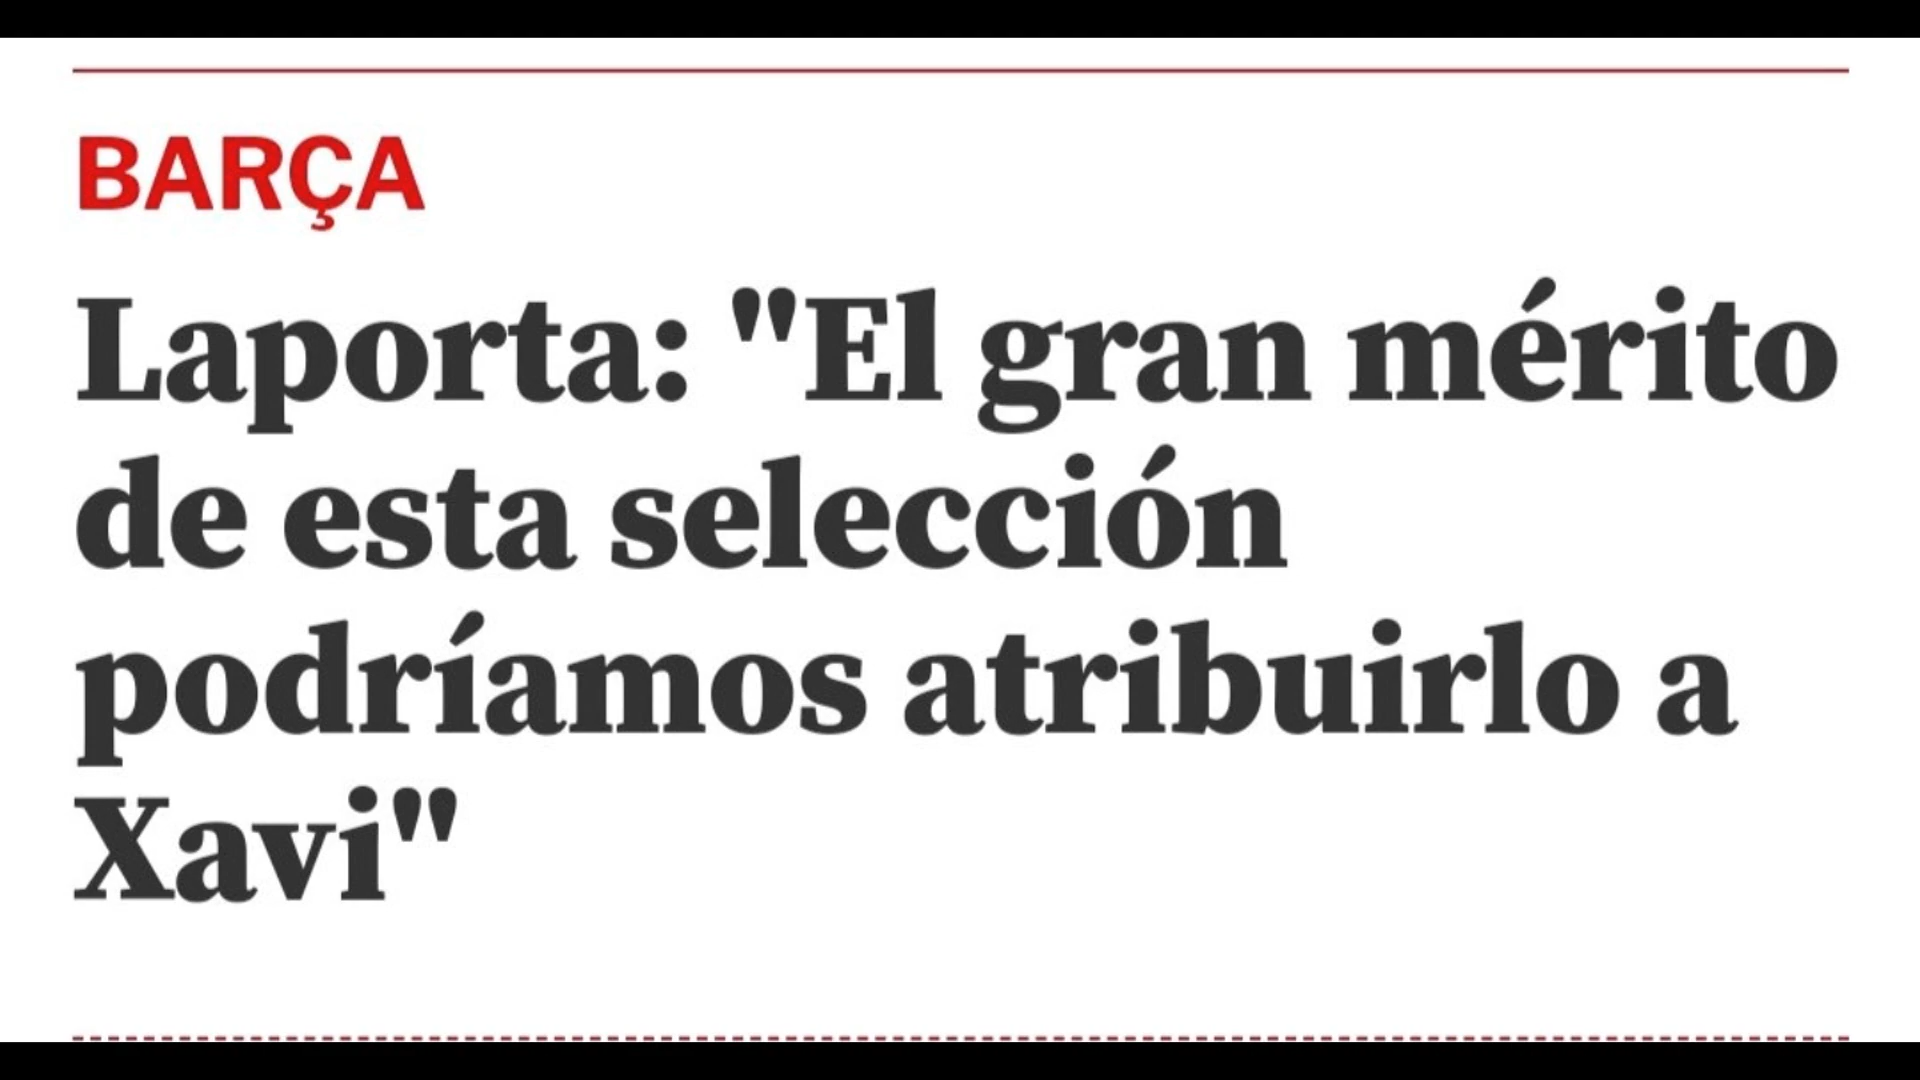 BARÇA
Laporta: "El gran mérito
de esta selección
podríamos atribuirlo a
Xavi"